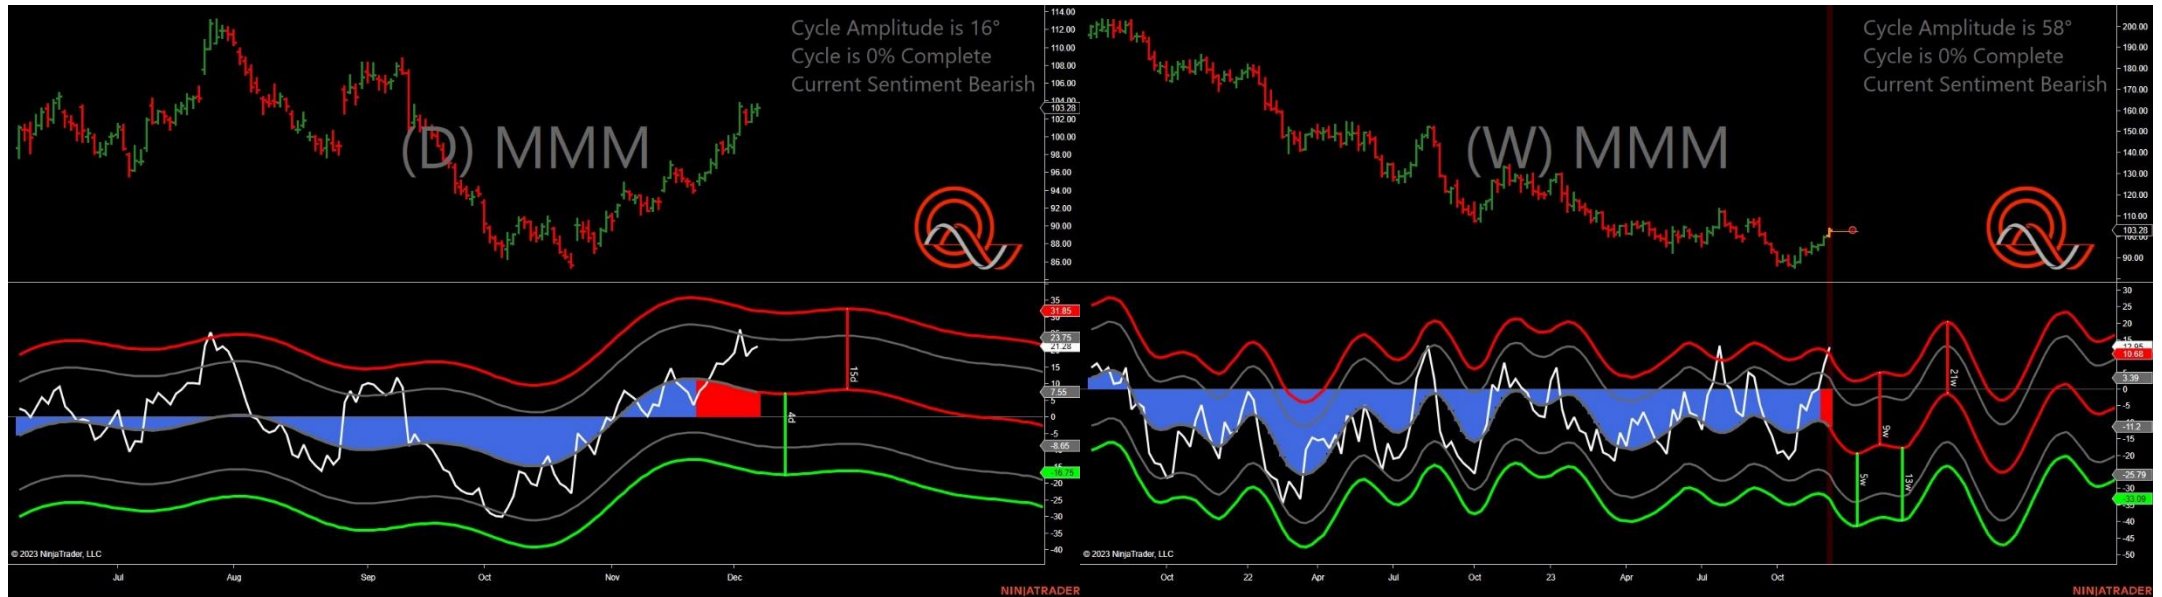 Cycle Amplitude is 16°
Cycle is 0% Complete
Current Sentiment Bearish
(D) MMM
114.00
112.00
110.00
108.00
106.00
104.00
103.28
102.00
100.00
98.00
96.00
94.00
92.00
90.00
88.00
86.00
35
31.85
30
25
23.75
21.28
15
10
7.55
5
0
-5
-8.65
-15
-16.75
-20
-25
-30
-35
-40
15d
4d
© 2023 NinjaTrader, LLC
Jul
Aug
Sep
Oct
Nov
Dec
NINJATRADER
Cycle Amplitude is 58°
Cycle is 0% Complete
Current Sentiment Bearish
(W) MMM
200.00
190.00
180.00
170.00
160.00
150.00
140.00
130.00
120.00
110.00
103.28
100.00
90.00
30
25
20
15
12.95
10.68
5
3.39
0
-5
-11.2
-15
-20
-25.79
-30
-33.09
-40
-45
-50
21w
9w
5w
13w
© 2023 NinjaTrader, LLC
Oct
22
Apr
Jul
Oct
23
Apr
Jul
Oct
NINJATRADER